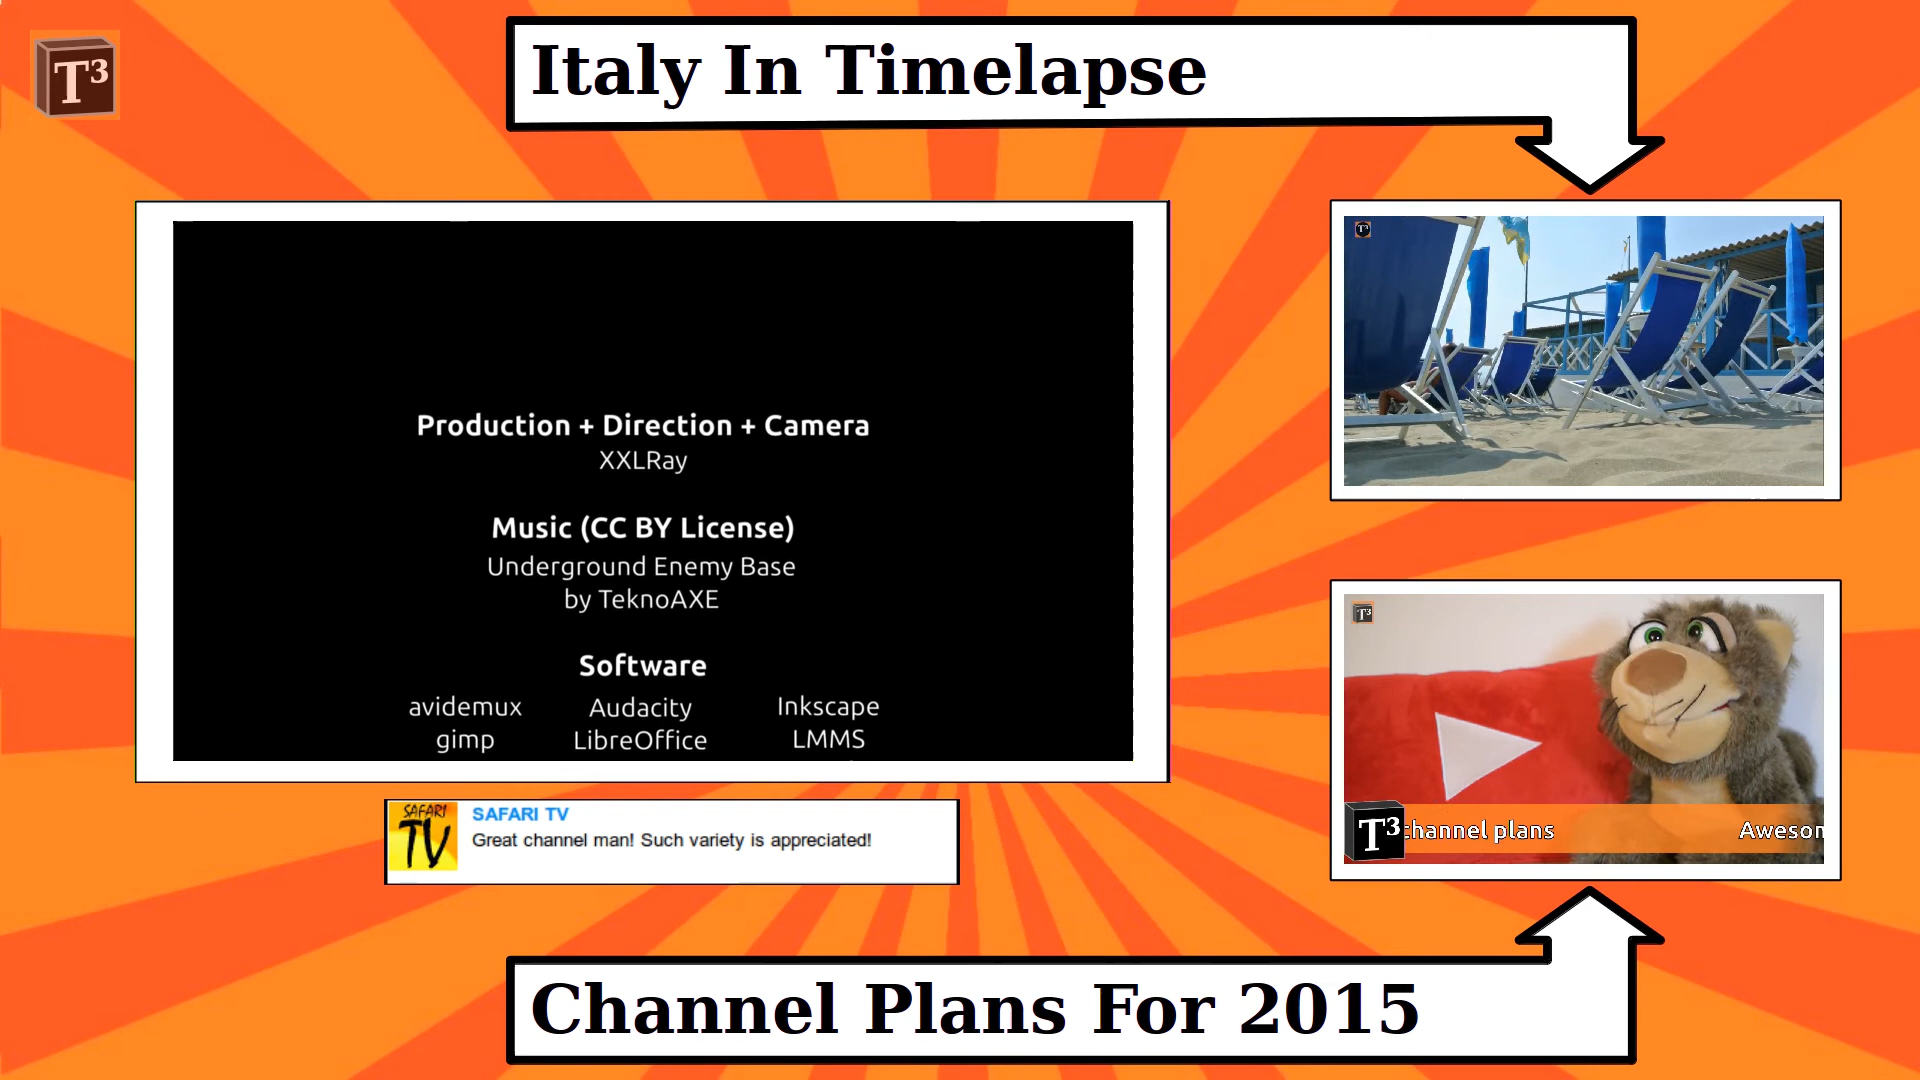 T³
Italy In Timelapse
T³
Production + Direction + Camera
XXLRay
Music (CC BY License)
Underground Enemy Base
by TeknoAXE
Software
avidemux Audacity Inkscape
gimp LibreOffice LMMS
T³
T³ channel plans Awesom
SAFARI TV
SAFARI TV
Great channel man! Such variety is appreciated!
Channel Plans For 2015